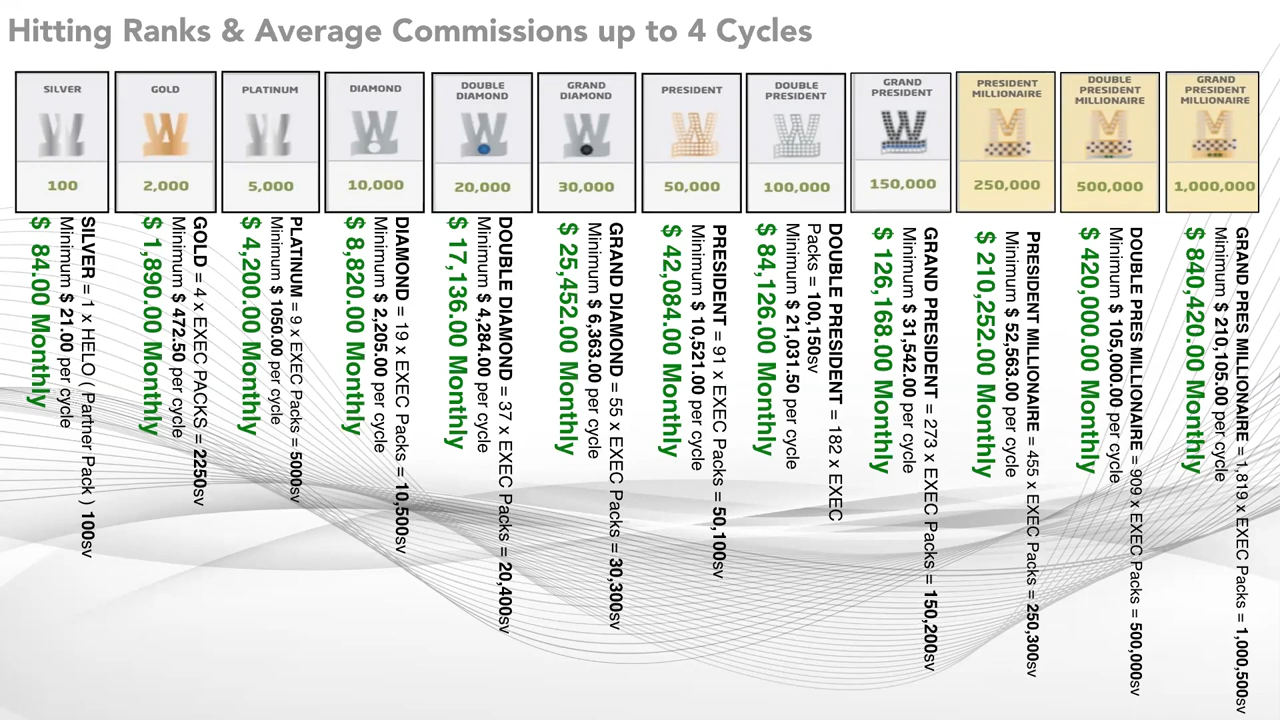 Hitting Ranks & Average Commissions up to 4 Cycles
SILVER
100
SILVER = 1 x HELO ( Partner Pack ) 100sv
Minimum $ 21.00 per cycle
$ 84.00 Monthly
GOLD
2,000
GOLD = 4 x EXEC PACKS = 2250sv
Minimum $ 472.50 per cycle
$ 1,890.00 Monthly
PLATINUM
5,000
PLATINUM = 9 x EXEC Packs = 5000sv
Minimum $ 1050.00 per cycle
$ 4,200.00 Monthly
DIAMOND
10,000
DIAMOND = 19 x EXEC Packs = 10,500sv
Minimum $ 2,205.00 per cycle
$ 8,820.00 Monthly
DOUBLE
DIAMOND
20,000
DOUBLE DIAMOND = 37 x EXEC Packs = 20,400sv
Minimum $ 4,284.00 per cycle
$ 17,136.00 Monthly
GRAND
DIAMOND
30,000
GRAND DIAMOND = 55 x EXEC Packs = 30,300sv
Minimum $ 6,363.00 per cycle
$ 25,452.00 Monthly
PRESIDENT
50,000
PRESIDENT = 91 x EXEC Packs = 50,100sv
Minimum $ 10,521.00 per cycle
$ 42,084.00 Monthly
DOUBLE
PRESIDENT
100,000
DOUBLE PRESIDENT = 182 x EXEC
Packs = 100,150sv
Minimum $ 21,031.50 per cycle
$ 84,126.00 Monthly
GRAND
PRESIDENT
150,000
GRAND PRESIDENT = 273 x EXEC Packs = 150,200sv
Minimum $ 31,542.00 per cycle
$ 126,168.00 Monthly
PRESIDENT
MILLIONAIRE
250,000
PRESIDENT MILLIONAIRE = 455 x EXEC Packs = 250,300sv
Minimum $ 52,563.00 per cycle
$ 210,252.00 Monthly
DOUBLE
PRESIDENT
MILLIONAIRE
500,000
DOUBLE PRES MILLIONAIRE = 909 x EXEC Packs = 500,000sv
Minimum $ 105,000.00 per cycle
$ 420,000.00 Monthly
GRAND
PRESIDENT
MILLIONAIRE
1,000,000
GRAND PRES MILLIONAIRE = 1,819 x EXEC Packs = 1,000,500sv
Minimum $ 210,105.00 per cycle
$ 840,420.00 Monthly